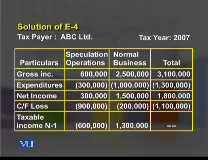 Solution of E-4
Tax Payer : ABC Ltd. Tax Year: 2007
Particulars Speculation Operations Normal Business Total
Gross inc. 600,000 2,500,000 3,100,000
Expenditures (300,000) (1,000,000) (1,300,000)
Net Income 300,000 1,500,000 1,800,000
C/F Loss (900,000) (200,000) (1,100,000)
Taxable
Income N-1 (600,000) 1,300,000 ---